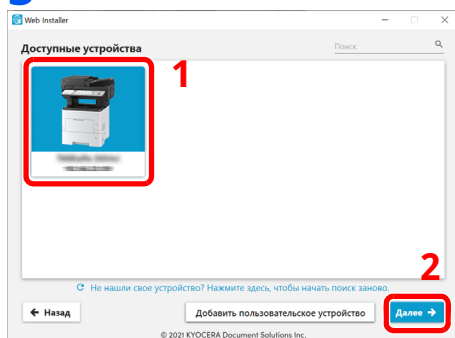 Web Installer
Доступные устройства
Поиск
1
2
Не нашли свое устройство? Нажмите здесь, чтобы начать поиск заново.
Назад
Добавить пользовательское устройство
Далее
© 2021 KYOCERA Document Solutions Inc.